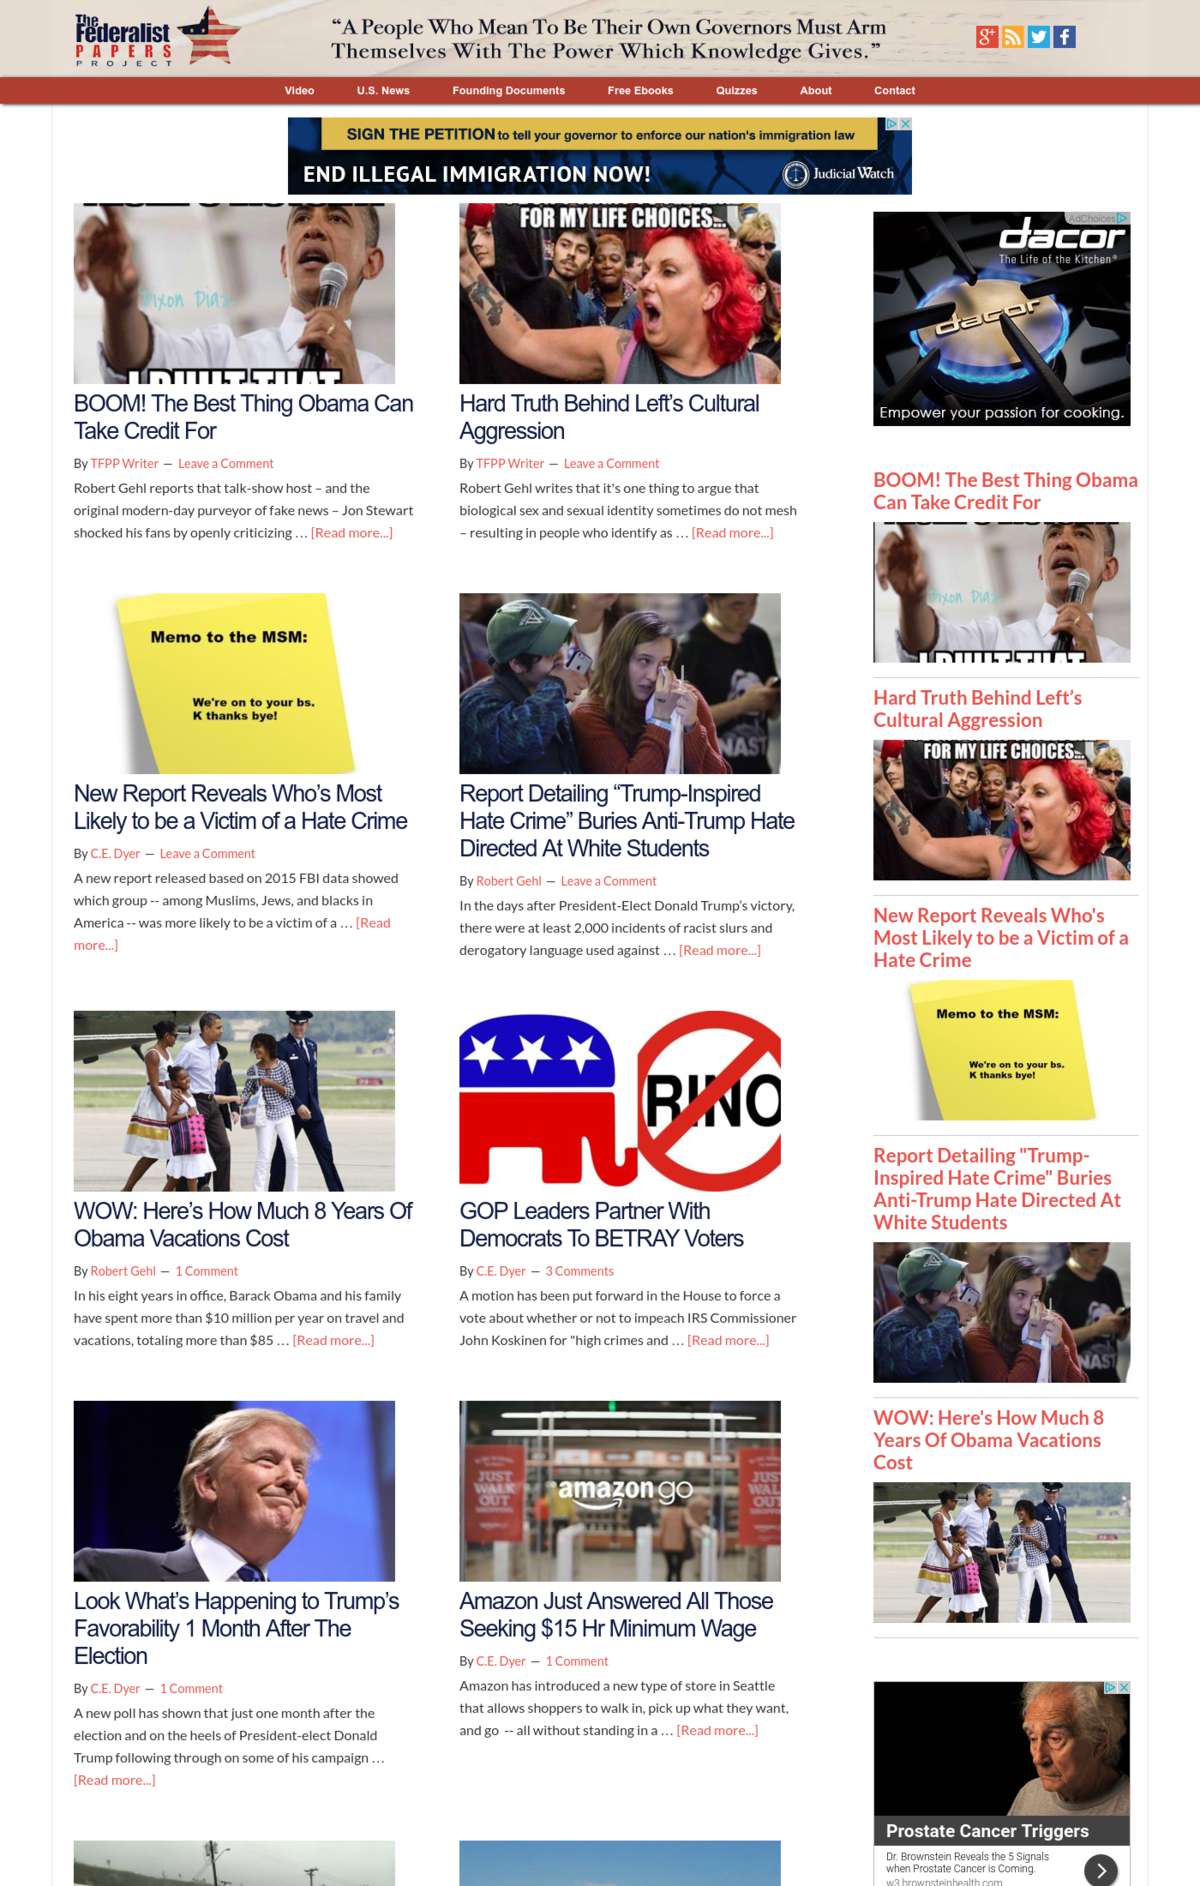 The
Federalist
PAPERS
PROJECT
“A People Who Mean To Be Their Own Governors Must Arm
Themselves With The Power Which Knowledge Gives.”
Video
U.S. News
Founding Documents
Free Ebooks
Quizzes
About
Contact
SIGN THE PETITION to tell your governor to enforce our nation's immigration law
END ILLEGAL IMMIGRATION NOW!
Judicial Watch
Dixon Diaz
I BUILT THAT
BOOM! The Best Thing Obama Can
Take Credit For
By TFPP Writer — Leave a Comment
Robert Gehl reports that talk-show host – and the
original modern-day purveyor of fake news – Jon Stewart
shocked his fans by openly criticizing … [Read more...]
FOR MY LIFE CHOICES...
Hard Truth Behind Left’s Cultural
Aggression
By TFPP Writer — Leave a Comment
Robert Gehl writes that it's one thing to argue that
biological sex and sexual identity sometimes do not mesh
– resulting in people who identify as … [Read more...]
Memo to the MSM:
We're on to your bs.
K thanks bye!
New Report Reveals Who’s Most
Likely to be a Victim of a Hate Crime
By C.E. Dyer — Leave a Comment
A new report released based on 2015 FBI data showed
which group -- among Muslims, Jews, and blacks in
America -- was more likely to be a victim of a … [Read
more...]
NAST
Report Detailing “Trump-Inspired
Hate Crime” Buries Anti-Trump Hate
Directed At White Students
By Robert Gehl — Leave a Comment
In the days after President-Elect Donald Trump’s victory,
there were at least 2,000 incidents of racist slurs and
derogatory language used against … [Read more...]
WOW: Here’s How Much 8 Years Of
Obama Vacations Cost
By Robert Gehl — 1 Comment
In his eight years in office, Barack Obama and his family
have spent more than $10 million per year on travel and
vacations, totaling more than $85 … [Read more...]
RINO
GOP Leaders Partner With
Democrats To BETRAY Voters
By C.E. Dyer — 3 Comments
A motion has been put forward in the House to force a
vote about whether or not to impeach IRS Commissioner
John Koskinen for "high crimes and … [Read more...]
Look What’s Happening to Trump’s
Favorability 1 Month After The
Election
By C.E. Dyer — 1 Comment
A new poll has shown that just one month after the
election and on the heels of President-elect Donald
Trump following through on some of his campaign …
[Read more...]
JUST
WALK
OUT
amazon go
JUST
WAL
OU
Amazon Just Answered All Those
Seeking $15 Hr Minimum Wage
By C.E. Dyer — 1 Comment
Amazon has introduced a new type of store in Seattle
that allows shoppers to walk in, pick up what they want,
and go -- all without standing in a … [Read more...]
AdChoices
dacor
The Life of the Kitchen®
dacor
Empower your passion for cooking.
BOOM! The Best Thing Obama
Can Take Credit For
Dixon Diaz
I BUILT THAT
Hard Truth Behind Left’s
Cultural Aggression
FOR MY LIFE CHOICES...
New Report Reveals Who's
Most Likely to be a Victim of a
Hate Crime
Memo to the MSM:
We're on to your bs.
K thanks bye!
Report Detailing "Trump-
Inspired Hate Crime" Buries
Anti-Trump Hate Directed At
White Students
NAST
WOW: Here's How Much 8
Years Of Obama Vacations
Cost
Prostate Cancer Triggers
Dr. Brownstein Reveals the 5 Signals
when Prostate Cancer is Coming.
w3.brownsteinhealth.com